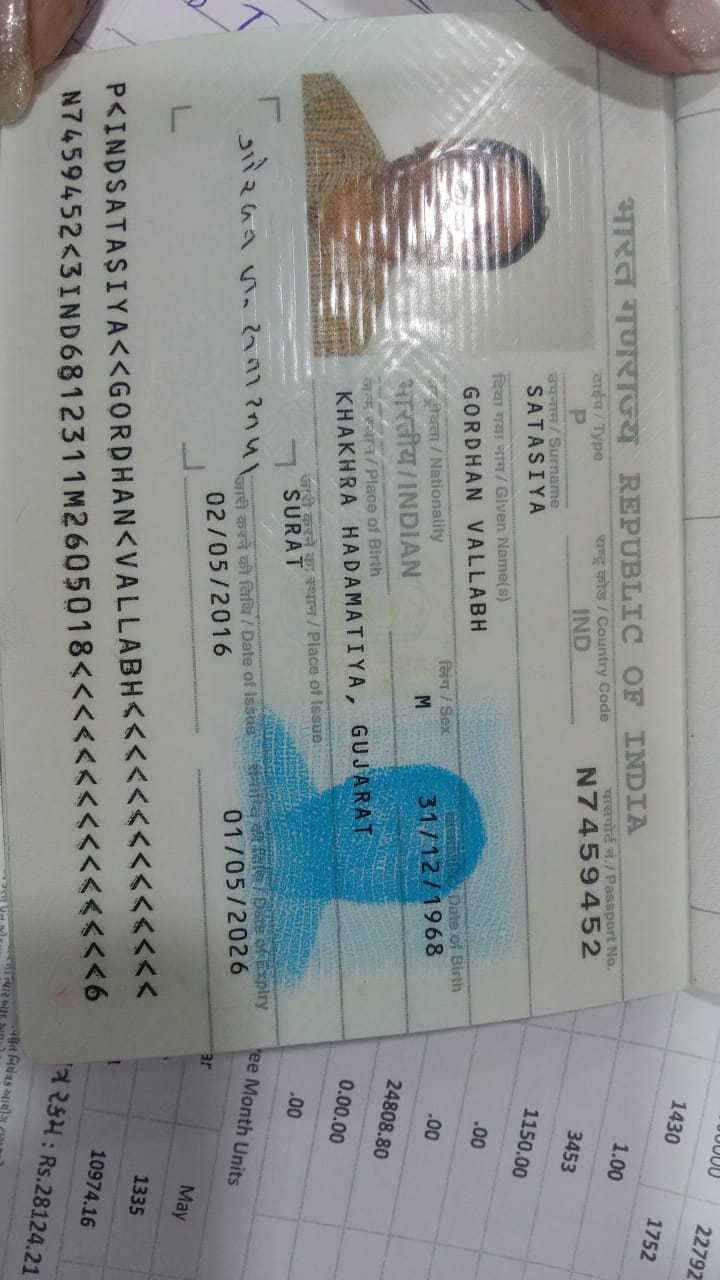 भारत गणराज्य REPUBLIC OF INDIA
टाईप / Type
राष्ट्र कोड / Country Code
पासपोर्ट नं. / Passport No.
P
IND
N7459452
उपनाम / Surname
SATASIYA
दिया गया नाम / Given Name(s)
GORDHAN VALLABH
राष्ट्रीयता / Nationality
लिंग / Sex
Date of Birth
भारतीय / INDIAN
M
31/12/1968
जन्म स्थान / Place of Birth
KHAKHRA HADAMATIYA, GUJARAT
जारी करने का स्थान / Place of Issue
SURAT
जारी करने की तिथि / Date of Issue
Date of Expiry
02/05/2016
01/05/2026
P<INDSATASIYA<<GORDHAN<VALLABH<<<<<<<<<<<<<<
N7459452<3IND6812311M2605018<<<<<<<<<<<<<<<6
22792
1430
1752
1.00
3453
1150.00
.00
.00
24808.80
0.00.00
.00
ree Month Units
May
1335
10974.16
રકમ : Rs.28124.21